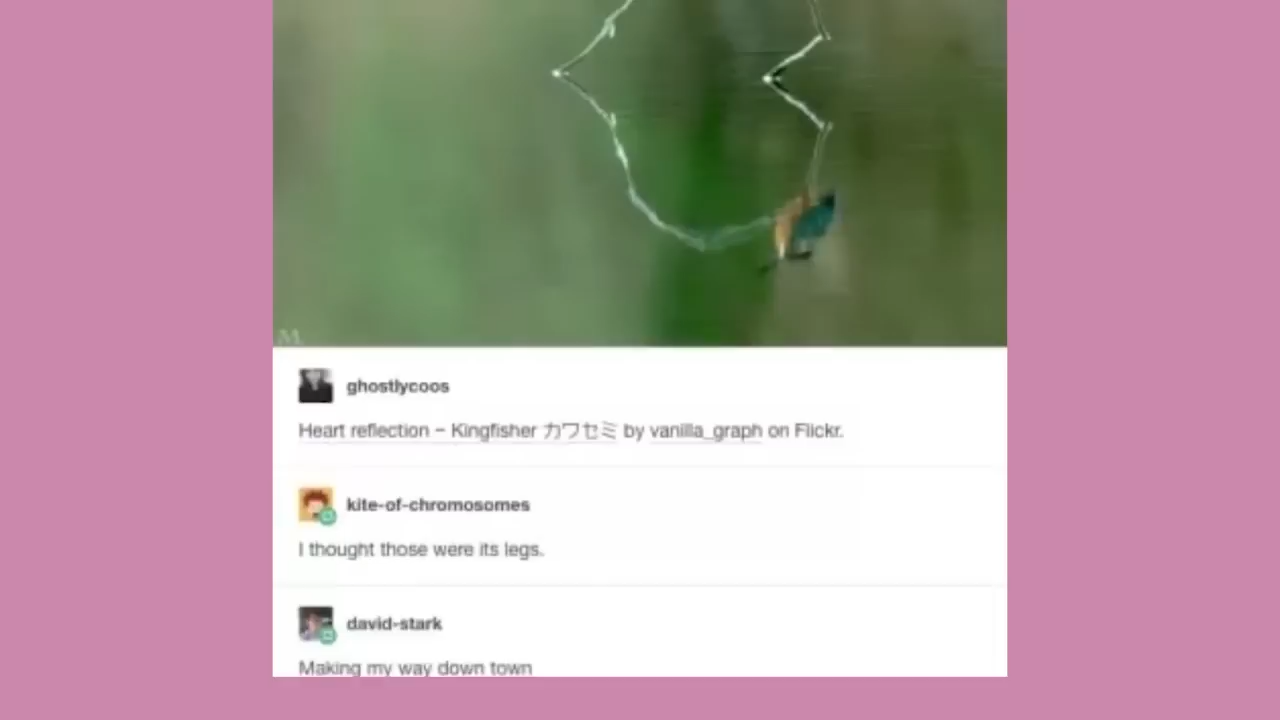 ghostlycoos
Heart reflection – Kingfisher カワセミ by vanilla_graph on Flickr.
kite-of-chromosomes
I thought those were its legs.
david-stark
Making my way down town